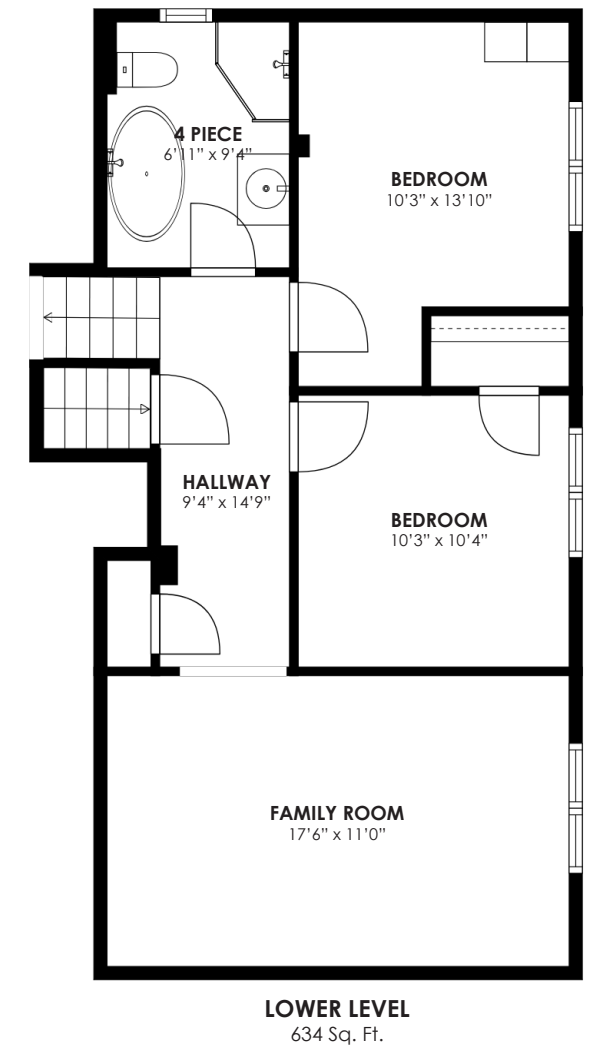 4 PIECE
6’11” x 9’4”
BEDROOM
10’3” x 13’10”
HALLWAY
9’4” x 14’9”
BEDROOM
10’3” x 10’4”
FAMILY ROOM
17’6” x 11’0”
LOWER LEVEL
634 Sq. Ft.